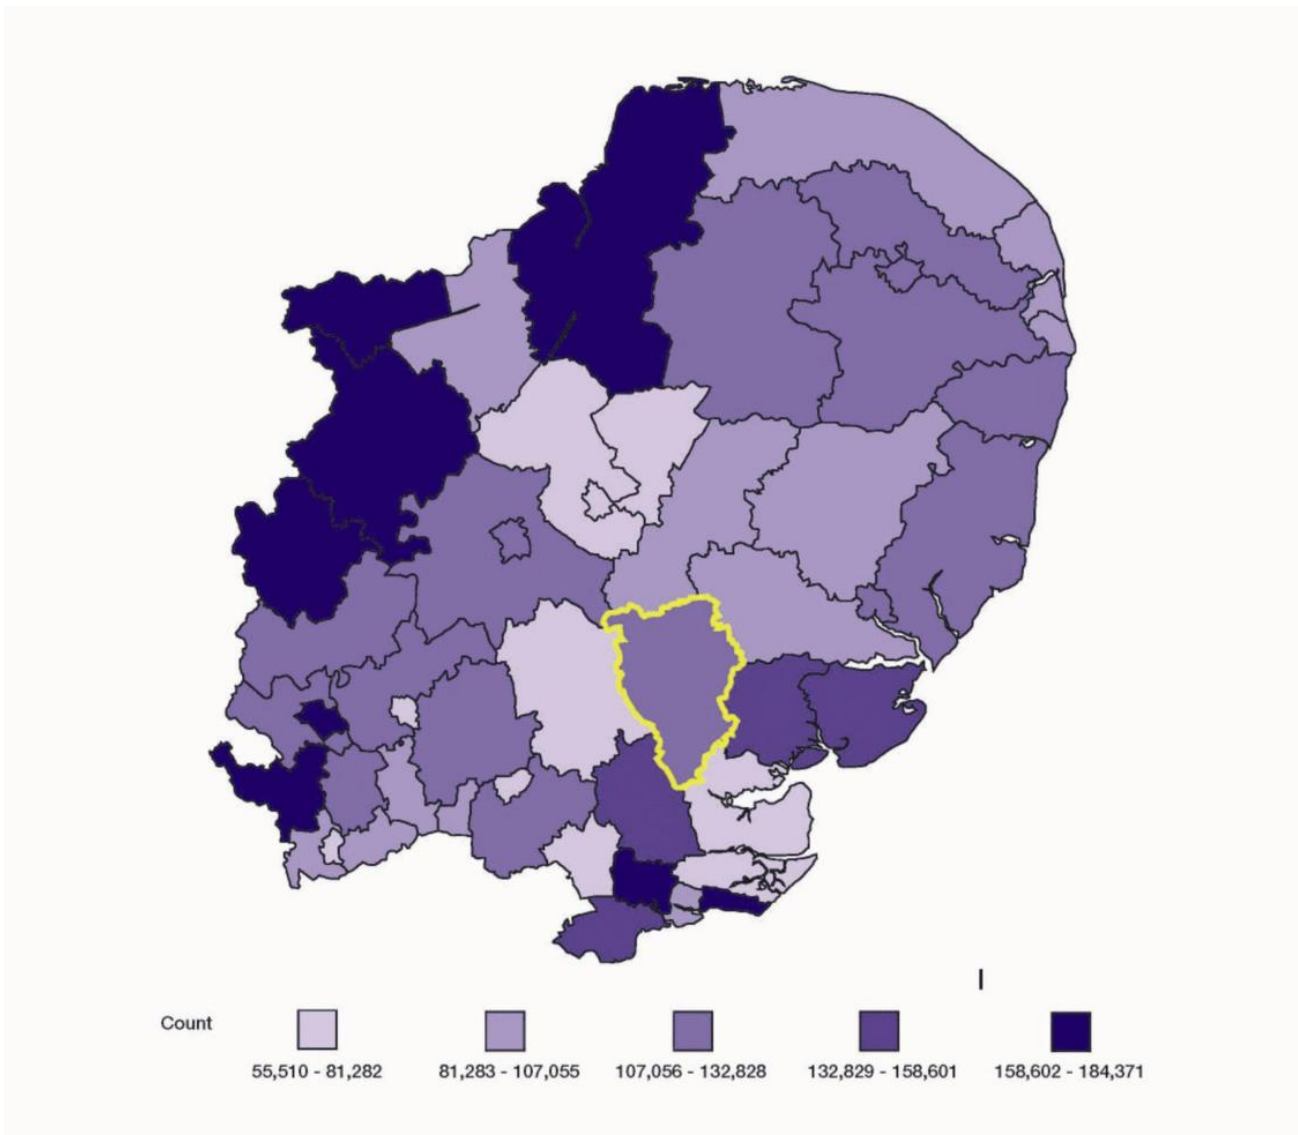 Count
55,510 - 81,282
81,283 - 107,055
107,056 - 132,828
132,829 - 158,601
158,602 - 184,371